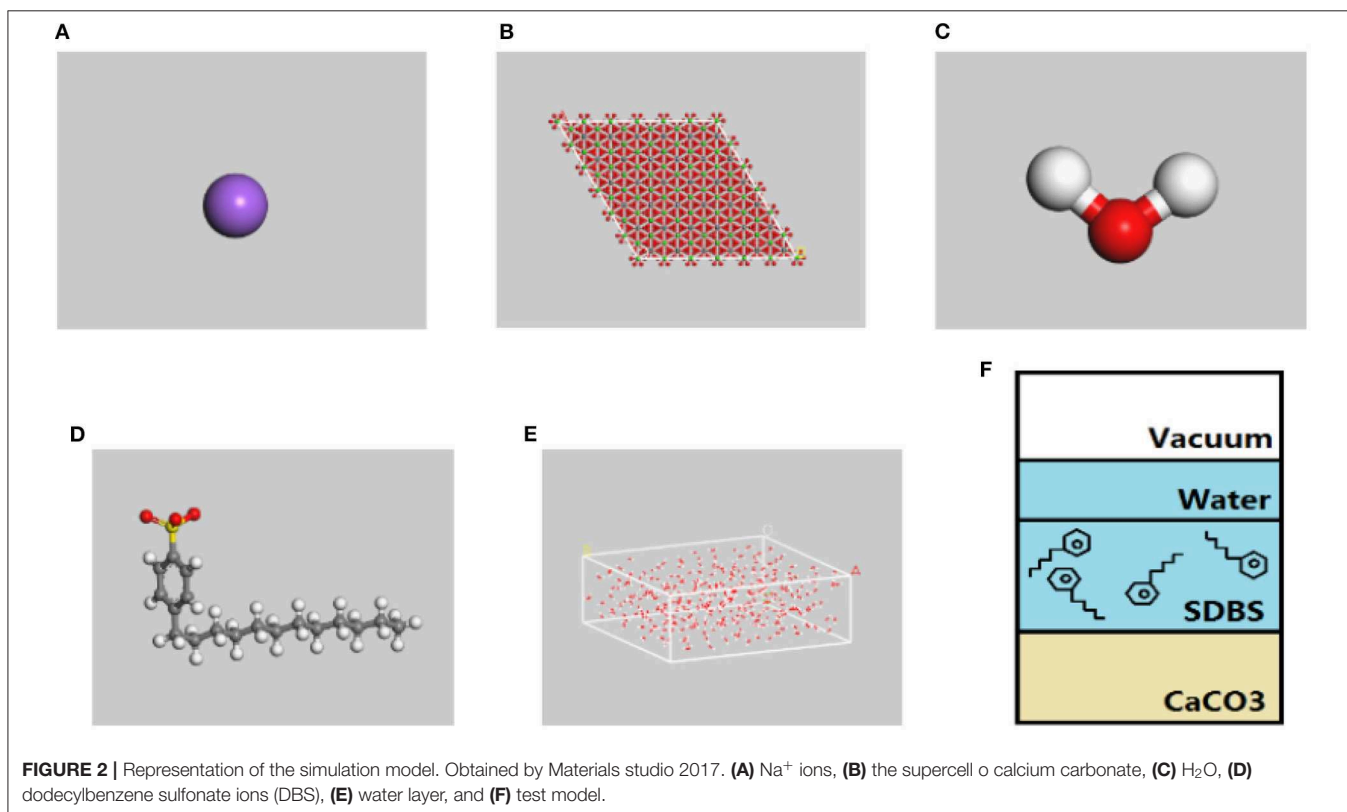 A
B
C
D
E
F
Vacuum
Water
SDBS
CaCO3
FIGURE 2 | Representation of the simulation model. Obtained by Materials studio 2017. (A) Na⁺ ions, (B) the supercell o calcium carbonate, (C) H₂O, (D)
dodecylbenzene sulfonate ions (DBS), (E) water layer, and (F) test model.